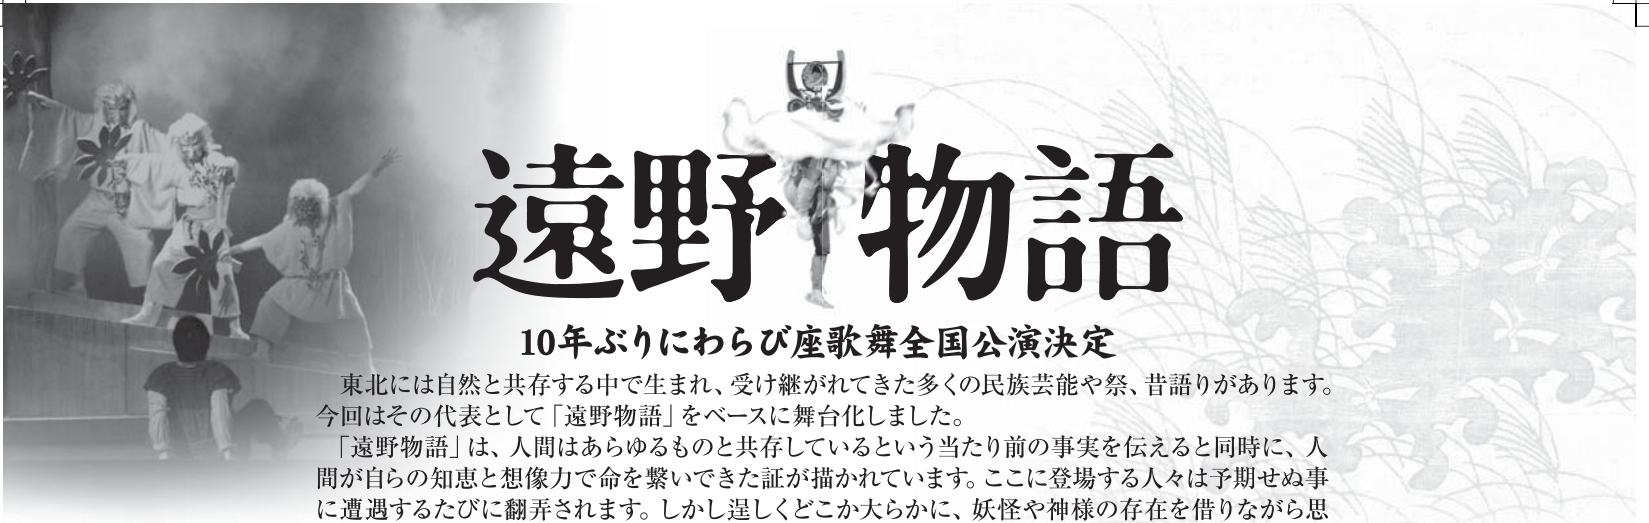 遠野物語
10年ぶりにわらび座歌舞全国公演決定
東北には自然と共存する中で生まれ、受け継がれてきた多くの民族芸能や祭、昔語りがあります。
今回はその代表として「遠野物語」をベースに舞台化しました。
「遠野物語」は、人間はあらゆるものと共存しているという当たり前の事実を伝えると同時に、人
間が自らの知恵と想像力で命を繋いできた証が描かれています。ここに登場する人々は予期せぬ事
に遭遇するたびに翻弄されます。しかし逞しくどこか大らかに、妖怪や神様の存在を借りながら思